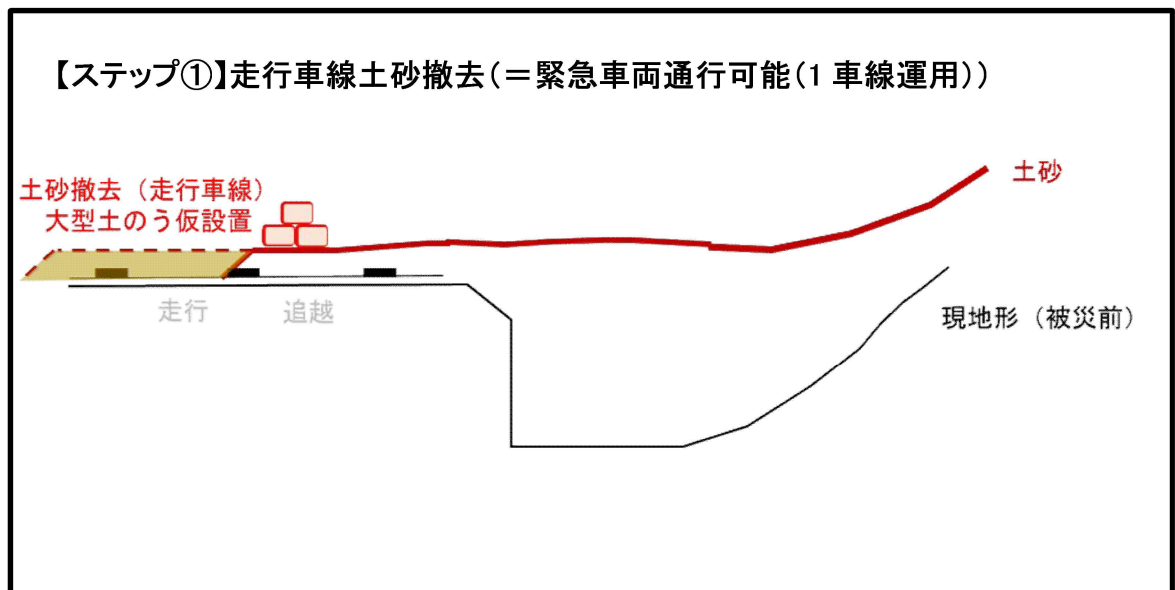 【ステップ①】走行車線土砂撤去(＝緊急車両通行可能(1 車線運用))
土砂
土砂撤去（走行車線）
大型土のう仮設置
走行
追越
現地形（被災前）